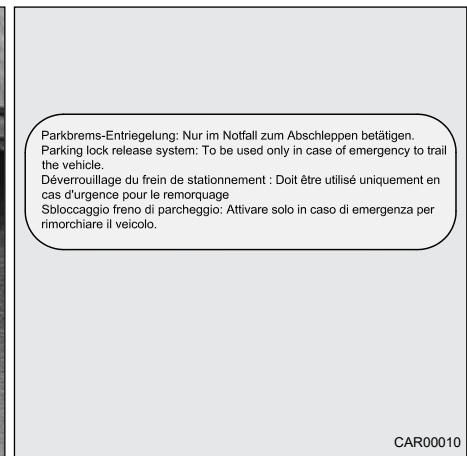 Parkbrems-Entriegelung: Nur im Notfall zum Abschleppen betätigen.
Parking lock release system: To be used only in case of emergency to trail
the vehicle.
Déverrouillage du frein de stationnement : Doit être utilisé uniquement en
cas d'urgence pour le remorquage
Sbloccaggio freno di parcheggio: Attivare solo in caso di emergenza per
rimorchiare il veicolo.
CAR00010